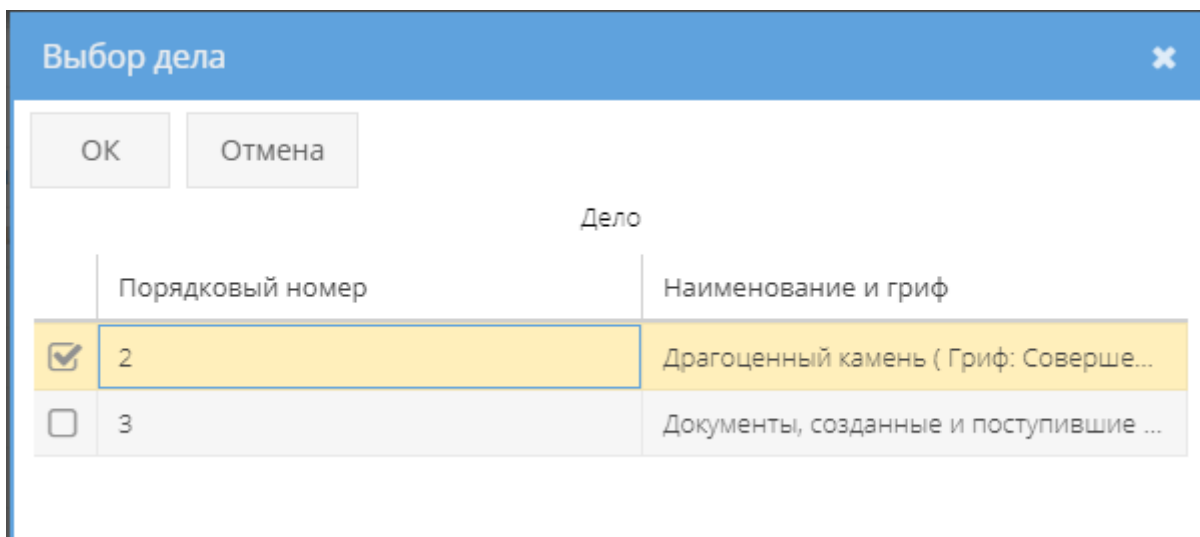 Выбор дела
ОК Отмена
Дело
Порядковый номер Наименование и гриф
2 Драгоценный камень ( Гриф: Соверше...
3 Документы, созданные и поступившие ...